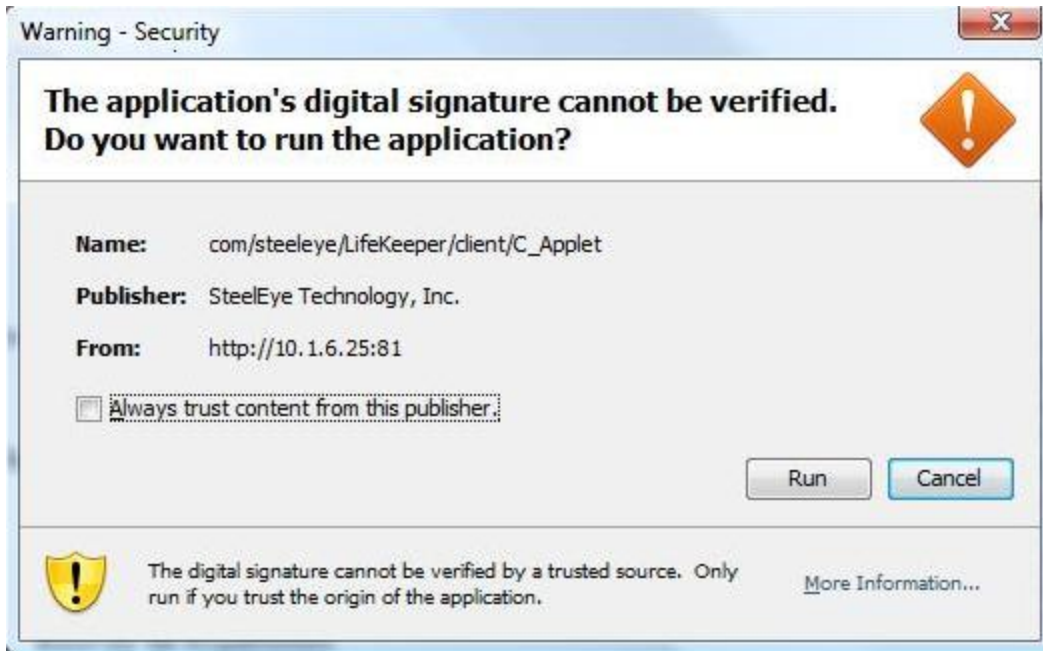 Warning - Security
The application's digital signature cannot be verified.
Do you want to run the application?
Name: com/steeleye/LifeKeeper/client/C_Applet
Publisher: SteelEye Technology, Inc.
From: http://10.1.6.25:81
Always trust content from this publisher.
Run Cancel
The digital signature cannot be verified by a trusted source. Only
run if you trust the origin of the application.
More Information...